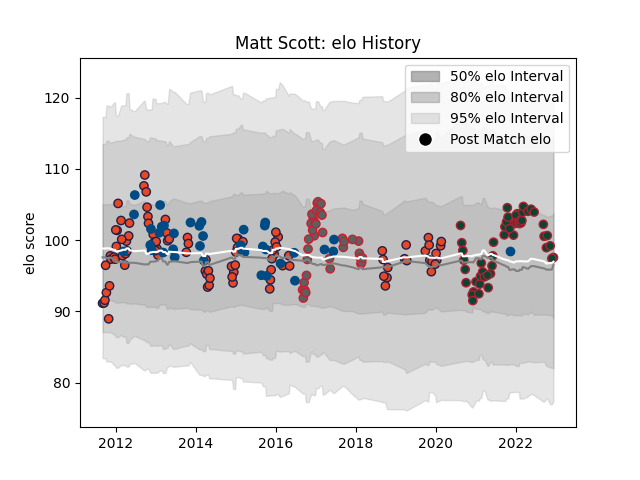 Matt Scott: elo History
50% elo Interval
80% elo Interval
95% elo Interval
Post Match elo
elo score
120
110
100
90
80
2012 2014 2016 2018 2020 2022